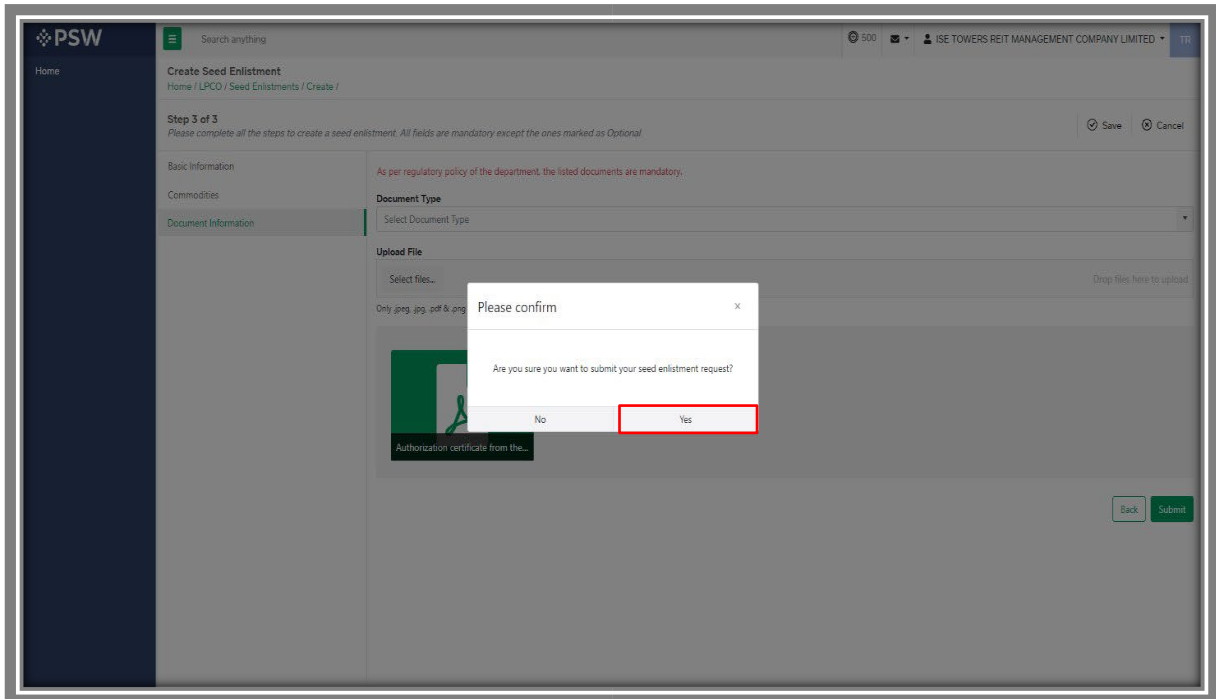 PSW
Search anything
500
ISE TOWERS REIT MANAGEMENT COMPANY LIMITED
TR
Home
Create Seed Enlistment
Home / LPCO / Seed Enlistments / Create /
Step 3 of 3
Please complete all the steps to create a seed enlistment. All fields are mandatory except the ones marked as Optional
Save
Cancel
Basic Information
Commodities
Document Information
As per regulatory policy of the department, the listed documents are mandatory.
Document Type
Select Document Type
Upload File
Select files...
Drop files here to upload
Only .jpeg, .jpg, .pdf & .png
Please confirm
Are you sure you want to submit your seed enlistment request?
No
Yes
Authorization certificate from the...
Back
Submit